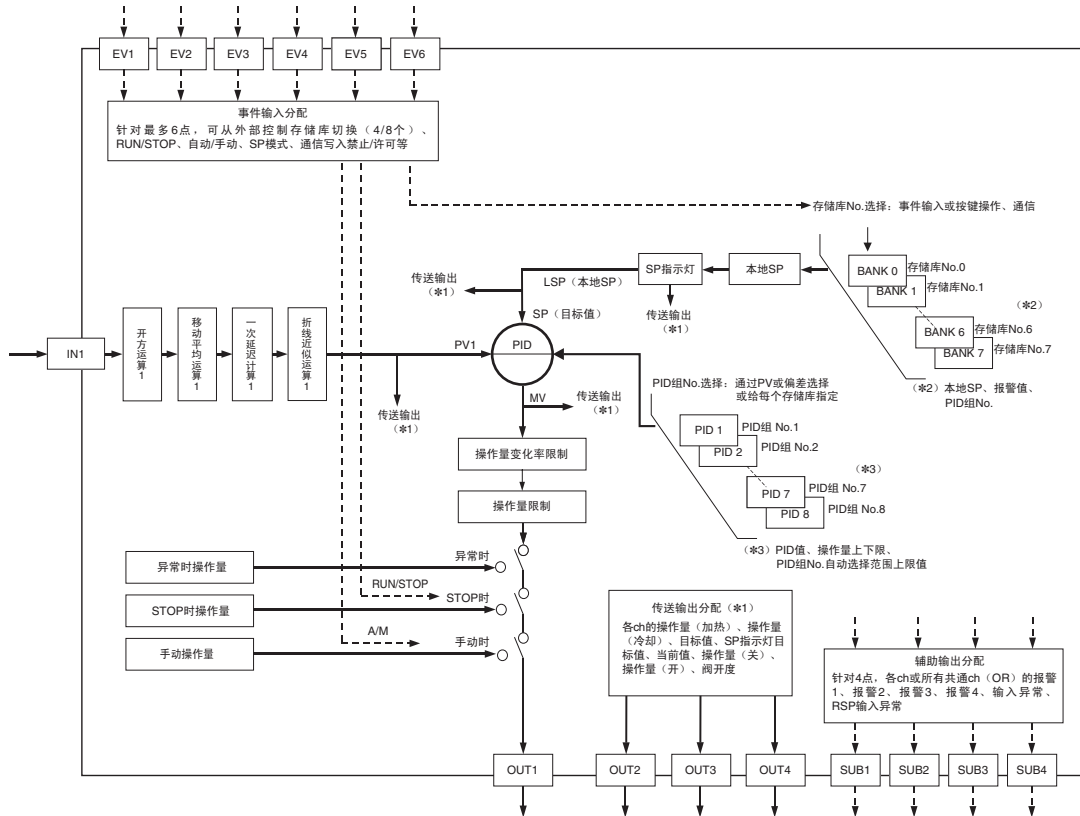 EV1 EV2 EV3 EV4 EV5 EV6
事件输入分配
针对最多6点，可从外部控制存储库切换（4/8个）、
RUN/STOP、自动/手动、SP模式、通信写入禁止/许可等
存储库No.选择：事件输入或按键操作、通信
BANK 0 存储库No.0
BANK 1 存储库No.1
（✽2）
BANK 6 存储库No.6
BANK 7 存储库No.7
（✽2）本地SP、报警值、
PID组No.
本地SP
SP指示灯
传送输出
（✽1）
LSP（本地SP）
传送输出
（✽1）
SP（目标值）
IN1
开方运算1
移动平均运算1
一次延迟计算1
折线近似运算1
传送输出
（✽1）
PV1
PID
MV
传送输出
（✽1）
PID组No.选择：通过PV或偏差选择
或给每个存储库指定
PID 1 PID组 No.1
PID 2 PID组 No.2
（✽3）
PID 7 PID组 No.7
PID 8 PID组 No.8
（✽3）PID值、操作量上下限、
PID组No.自动选择范围上限值
操作量变化率限制
操作量限制
异常时操作量
异常时
RUN/STOP
STOP时操作量
STOP时
A/M
手动操作量
手动时
传送输出分配（✽1）
各ch的操作量（加热）、操作量
（冷却）、目标值、SP指示灯目
标值、当前值、操作量（关）、
操作量（开）、阀开度
辅助输出分配
针对4点，各ch或所有共通ch（OR）的报警
1、报警2、报警3、报警4、输入异常、
RSP输入异常
OUT1 OUT2 OUT3 OUT4 SUB1 SUB2 SUB3 SUB4